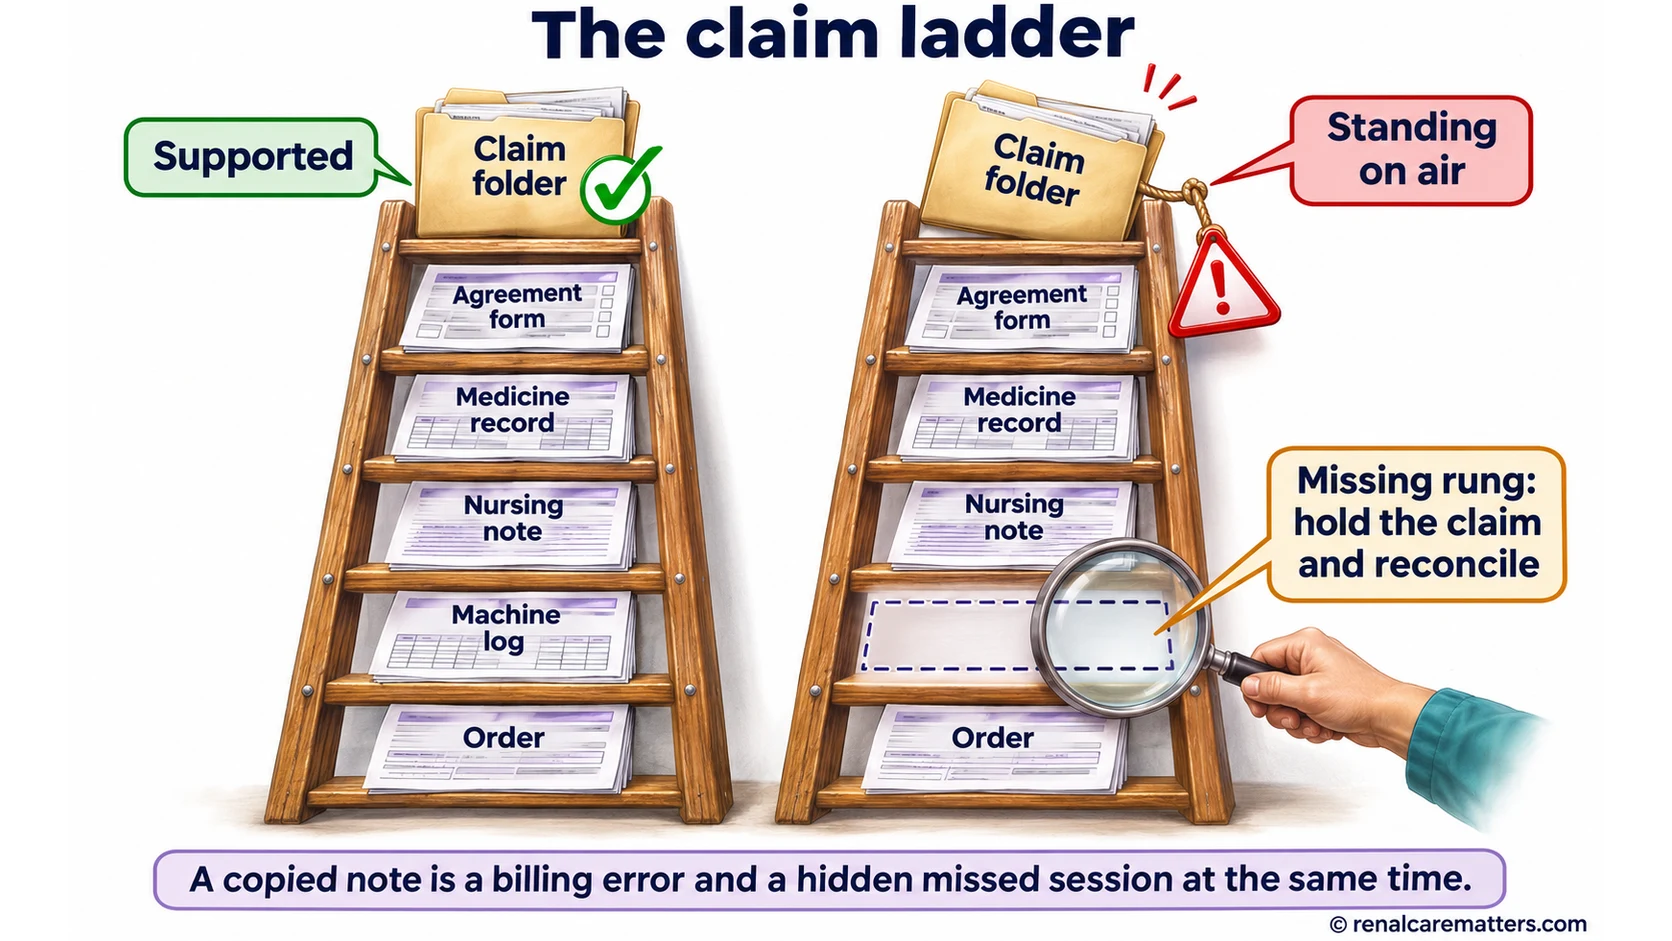 The claim ladder
Supported
Claim
folder
Agreement
form
Medicine
record
Nursing
note
Machine
log
Order
Claim
folder
Standing
on air
Agreement
form
Medicine
record
Nursing
note
Missing rung:
hold the claim
and reconcile
Order
A copied note is a billing error and a hidden missed session at the same time.
© renalcarematters.com